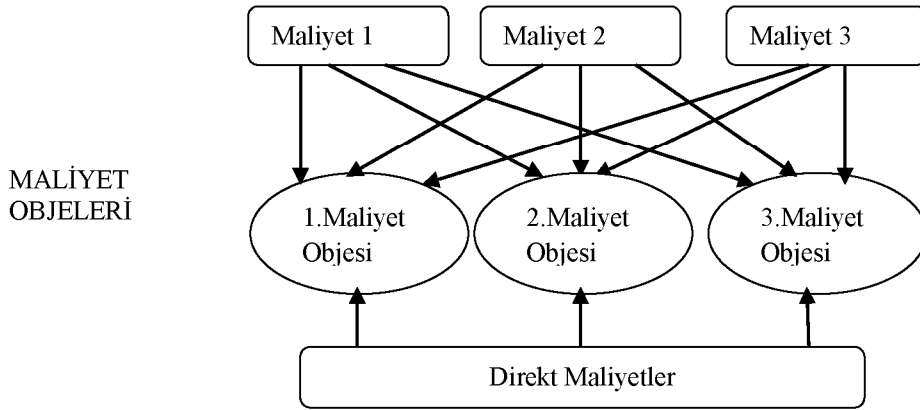 Maliyet 1
Maliyet 2
Maliyet 3
MALİYET
OBJELERİ
1.Maliyet
Objesi
2.Maliyet
Objesi
3.Maliyet
Objesi
Direkt Maliyetler